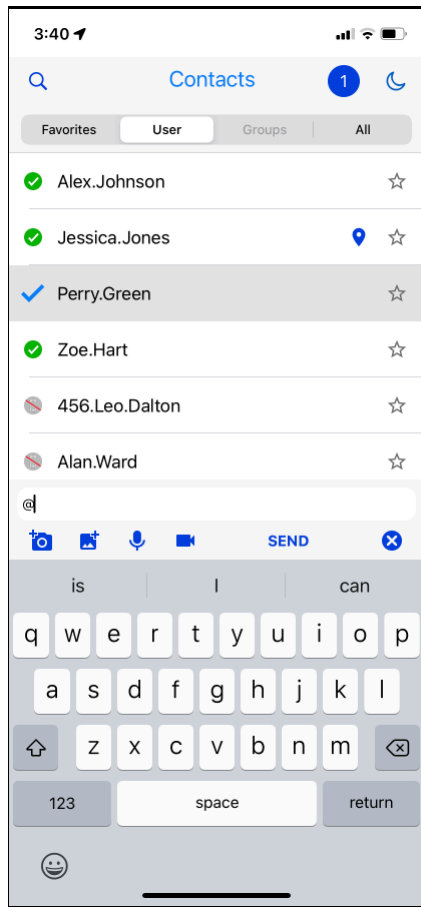 3:40
Contacts 1
Favorites User Groups All
Alex.Johnson
Jessica.Jones
Perry.Green
Zoe.Hart
456.Leo.Dalton
Alan.Ward
@
SEND
is I can
q w e r t y u i o p
a s d f g h j k l
z x c v b n m
123 space return